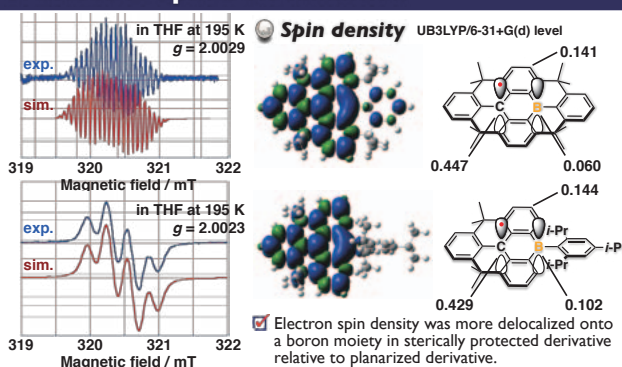 in THF at 195 K
g = 2.0029
exp.
sim.
319 320 321 322
Magnetic field / mT
Spin density UB3LYP/6-31+G(d) level
0.141
C B
0.447 0.060
in THF at 195 K
g = 2.0023
exp.
sim.
319 320 321 322
Magnetic field / mT
0.144
i-Pr
C B i-P
i-Pr
0.429 0.102
Electron spin density was more delocalized onto
a boron moiety in sterically protected derivative
relative to planarized derivative.